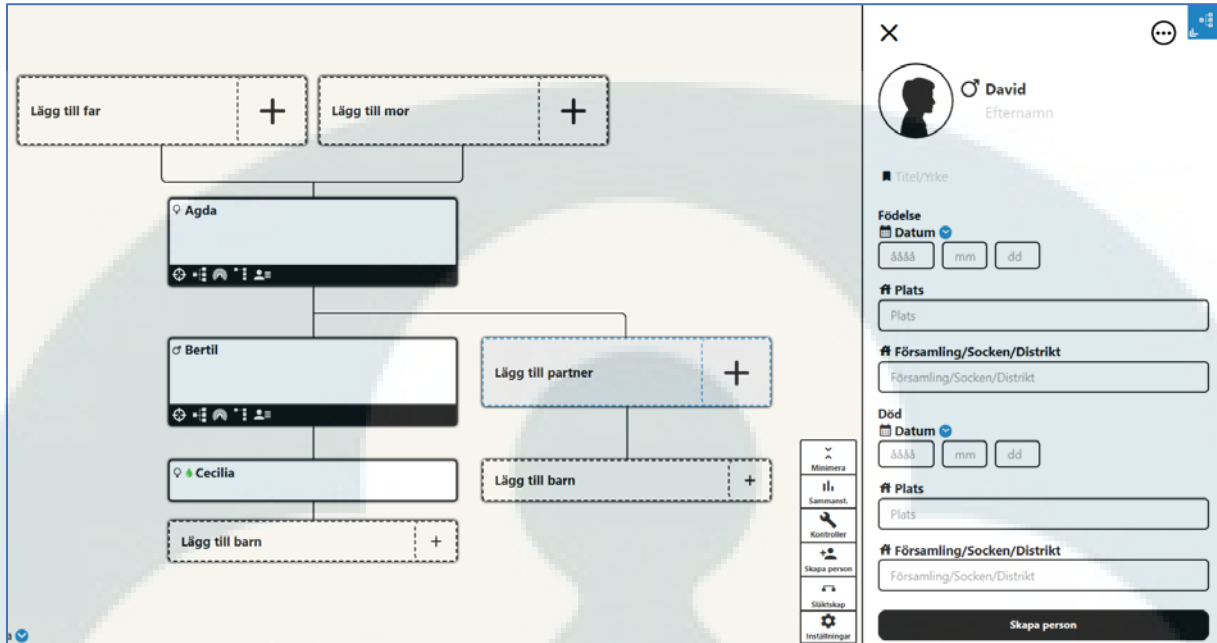 Lägg till far
Lägg till mor
Agda
Bertil
Lägg till partner
Cecilia
Lägg till barn
Lägg till barn
Minimera
Sammanst.
Kontroller
Skapa person
Släktskap
Inställningar
David
Efternamn
Titel/Yrke
Födelse
Datum
åååå mm dd
Plats
Plats
Församling/Socken/Distrikt
Församling/Socken/Distrikt
Död
Datum
åååå mm dd
Plats
Plats
Församling/Socken/Distrikt
Församling/Socken/Distrikt
Skapa person